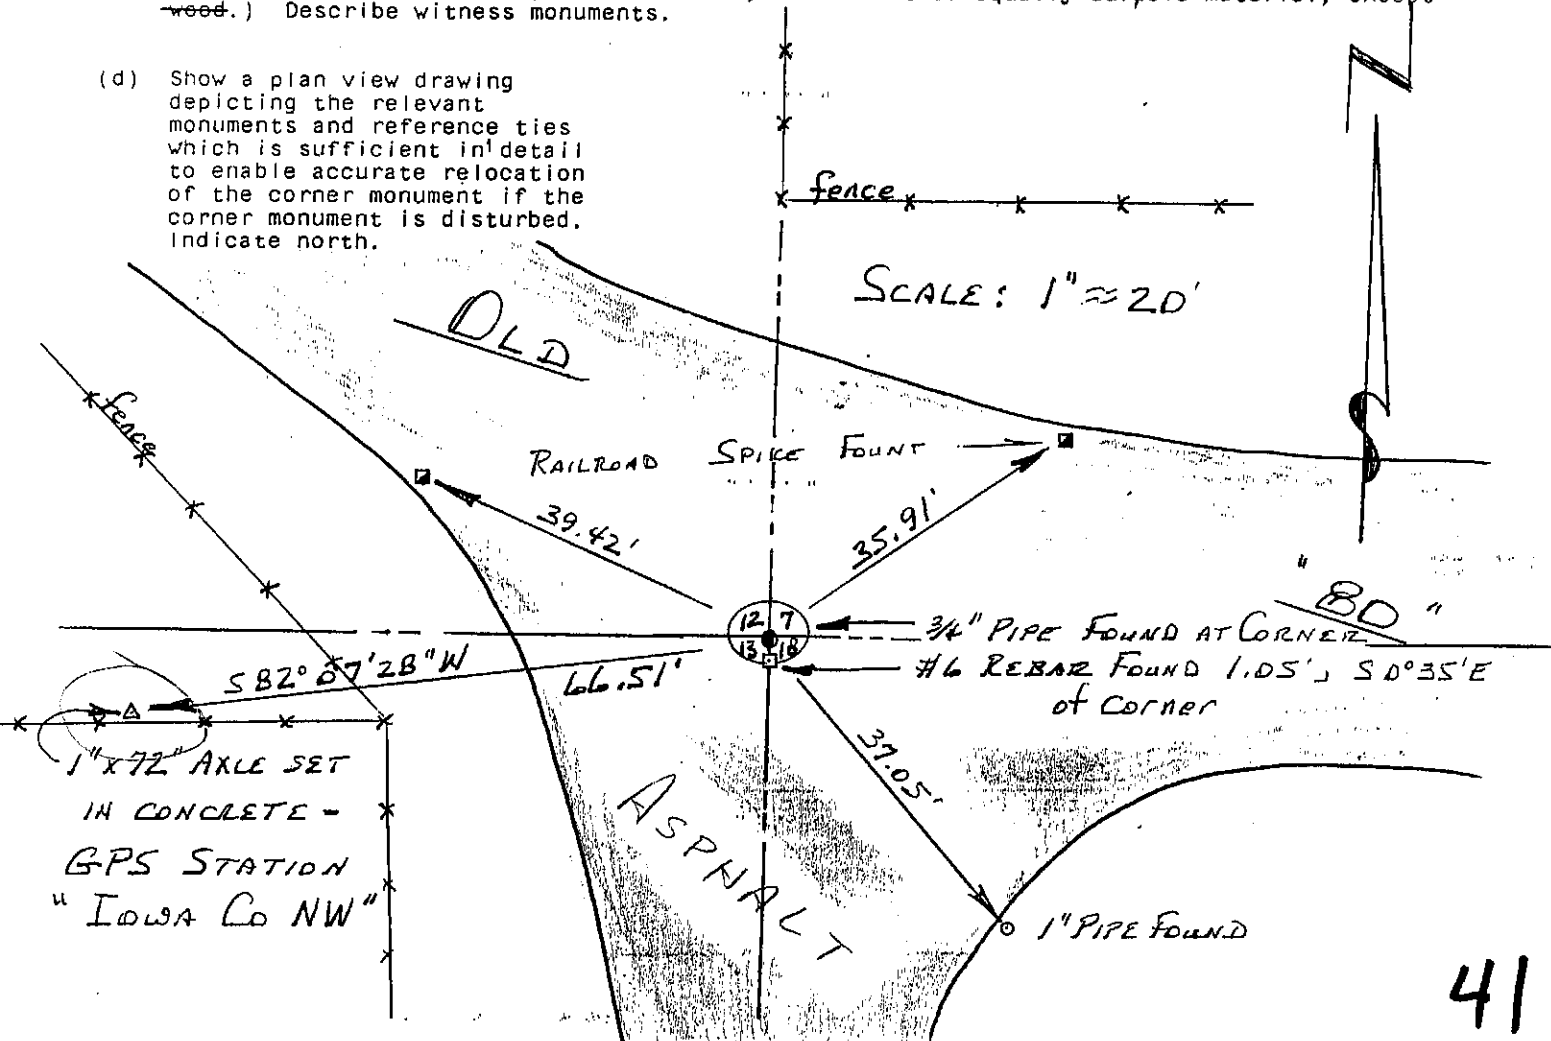 wood.) Describe witness monuments.
(d) Show a plan view drawing
depicting the relevant
monuments and reference ties
which is sufficient in detail
to enable accurate relocation
of the corner monument if the
corner monument is disturbed.
Indicate north.
fence
SCALE: 1" ≈ 20'
OLD
fence
RAILROAD SPIKE FOUNT
39.42'
35.91'
"80"
12 7
13 18
3/4" PIPE FOUND AT CORNER
#6 REBAR FOUND 1.05', S 0°35'E
of Corner
S 82° 07' 28" W
66.51'
1"x72" AXLE SET
IN CONCRETE -
GPS STATION
"IOWA CO NW"
37.05'
ASPHALT
1" PIPE FOUND
41